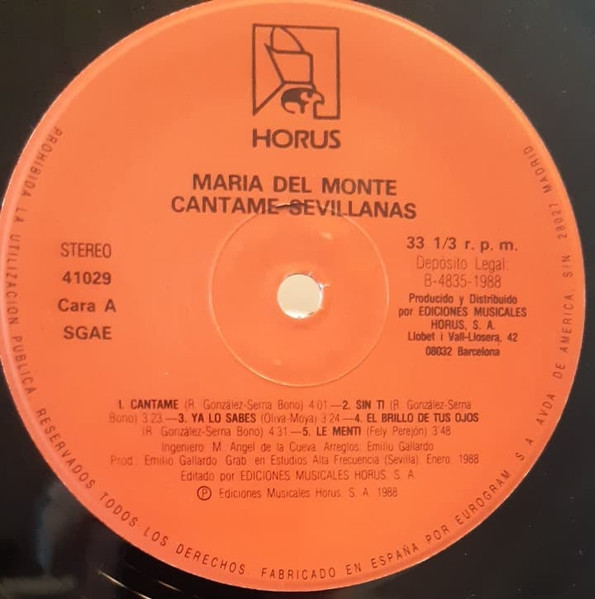 HORUS
MARIA DEL MONTE
CANTAME SEVILLANAS
STEREO
41029
Cara A
SGAE
33 1/3 r. p. m.
Depósito Legal:
B-4835-1988
Producido y Distribuido
por EDICIONES MUSICALES
HORUS, S. A.
Llobet i Vall-Llosera, 42
08032 Barcelona
1. CANTAME (R. González-Serna Bono) 4:01—2. SIN TI (R. González-Serna
Bono) 3:23—3. YA LO SABES (Oliva-Moya) 3:24—4. EL BRILLO DE TUS OJOS
(R. González-Serna Bono) 4:31—5. LE MENTI (Fely Perejón) 3'48
Ingeniero: M. Angel de la Cueva. Arreglos: Emiliu Gallardo
Prod.: Emilio Gallardo. Grab. en Estudios Alta Frecuencia (Sevilla). Enero, 1988
Editado por EDICIONES MUSICALES HORUS, S. A.
Ⓟ Ediciones Musicales Horus, S. A. 1988
PROHIBIDA LA UTILIZACION PUBLICA. RESERVADOS TODOS LOS DERECHOS. FABRICADO EN ESPAÑA POR EUROGRAM S. A. AVDA DE AMERICA, S/N. 28027 MADRID